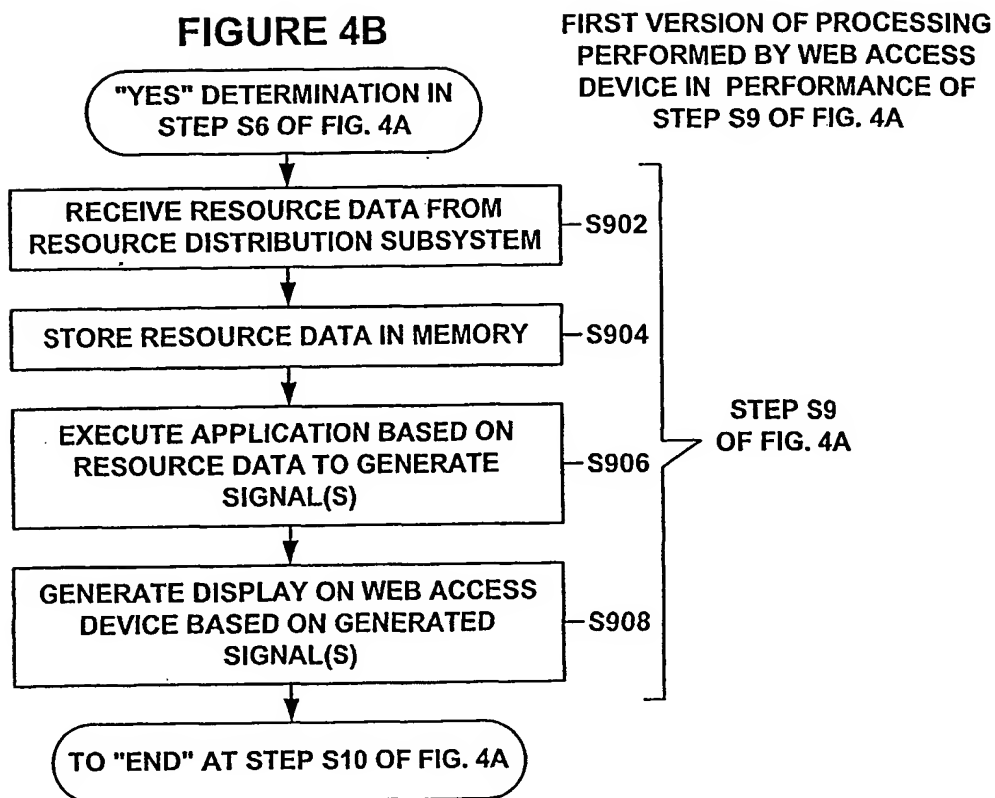 FIGURE 4B
FIRST VERSION OF PROCESSING
PERFORMED BY WEB ACCESS
DEVICE IN PERFORMANCE OF
STEP S9 OF FIG. 4A
"YES" DETERMINATION IN
STEP S6 OF FIG. 4A
RECEIVE RESOURCE DATA FROM
RESOURCE DISTRIBUTION SUBSYSTEM
S902
STORE RESOURCE DATA IN MEMORY
S904
EXECUTE APPLICATION BASED ON
RESOURCE DATA TO GENERATE
SIGNAL(S)
S906
GENERATE DISPLAY ON WEB ACCESS
DEVICE BASED ON GENERATED
SIGNAL(S)
S908
STEP S9
OF FIG. 4A
TO "END" AT STEP S10 OF FIG. 4A